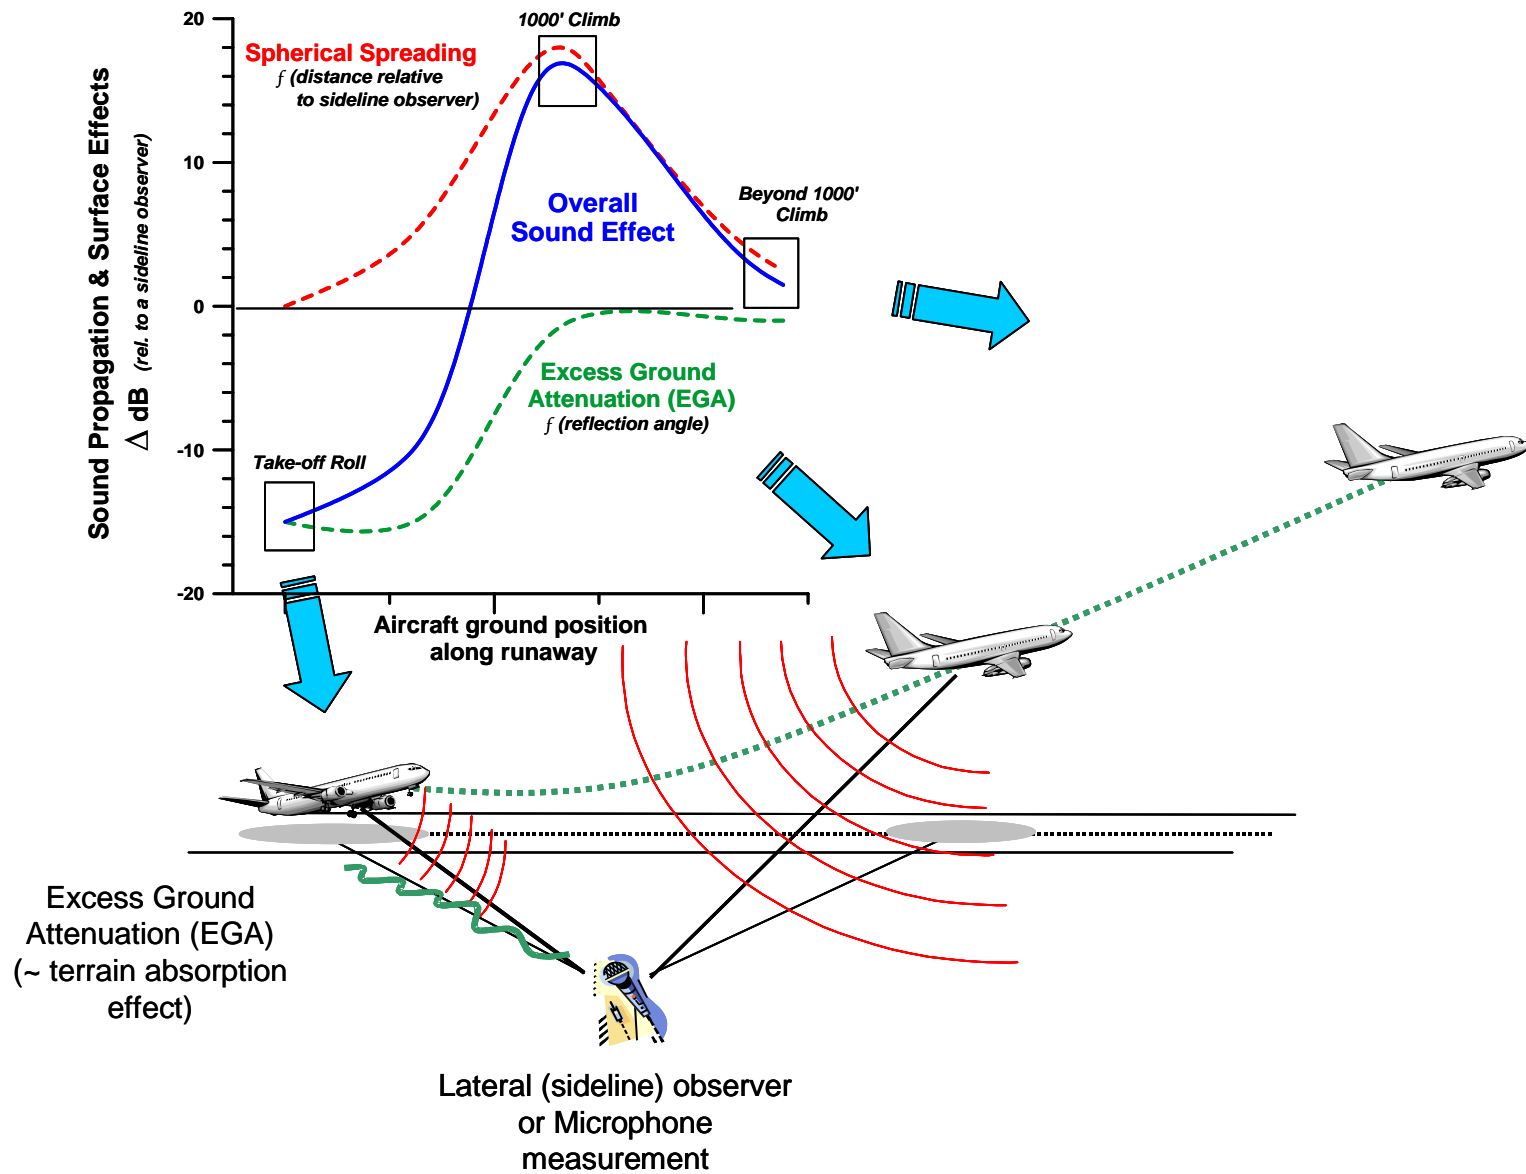 20
10
0
-10
-20
Sound Propagation & Surface Effects
Δ dB (rel. to a sideline observer)
1000' Climb
Spherical Spreading
f (distance relative
to sideline observer)
Beyond 1000'
Climb
Overall
Sound Effect
Excess Ground
Attenuation (EGA)
f (reflection angle)
Take-off Roll
Aircraft ground position
along runaway
Excess Ground
Attenuation (EGA)
(~ terrain absorption
effect)
Lateral (sideline) observer
or Microphone
measurement